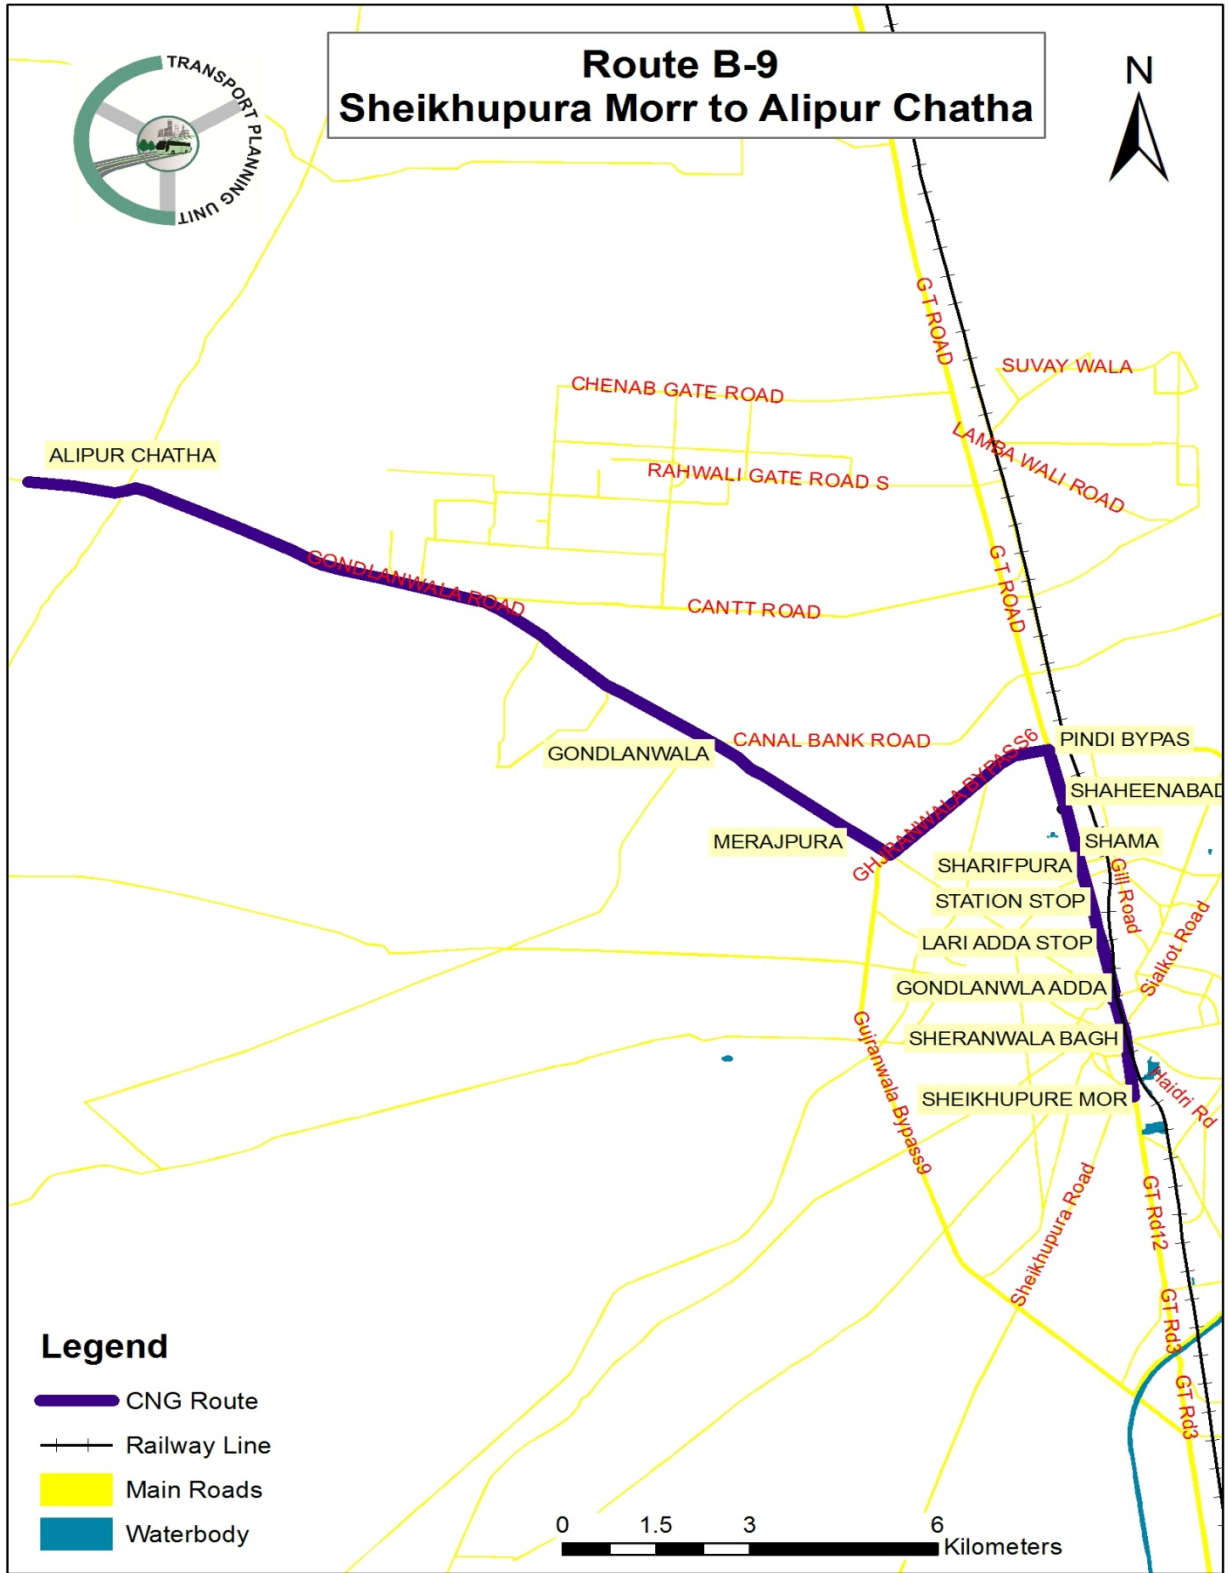 Route B-9
Sheikhupura Morr to Alipur Chatha
TRANSPORT PLANNING UNIT
N
G T ROAD
SUVAY WALA
CHENAB GATE ROAD
LAMBA WALI ROAD
ALIPUR CHATHA
RAHWALI GATE ROAD S
G T ROAD
GONDLANWALA ROAD
CANTT ROAD
CANAL BANK ROAD
PINDI BYPAS
GONDLANWALA
GHJRANWALA BYPASS6
SHAHEENABAD
MERAJPURA
SHAMA
SHARIFPURA
Gill Road
STATION STOP
LARI ADDA STOP
Sialkot Road
GONDLANWLA ADDA
SHERANWALA BAGH
Gujranwala Bypass9
SHEIKHUPURE MOR
Haidri Rd
GT Rd12
Sheikhupura Road
GT Rd3
GT Rd3
Legend
CNG Route
Railway Line
Main Roads
Waterbody
0 1.5 3 6
Kilometers